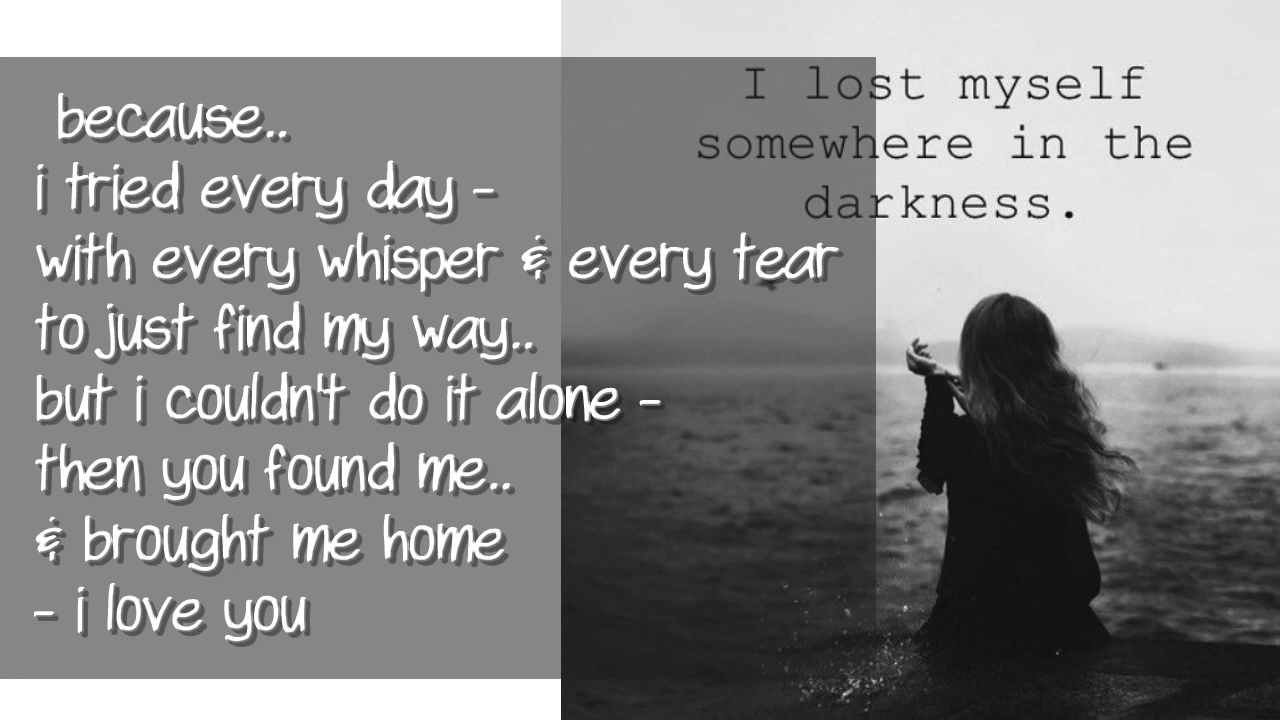 because..
i tried every day -
with every whisper & every tear
to just find my way..
but i couldn't do it alone -
then you found me..
& brought me home
- i love you
I lost myself
somewhere in the
darkness.